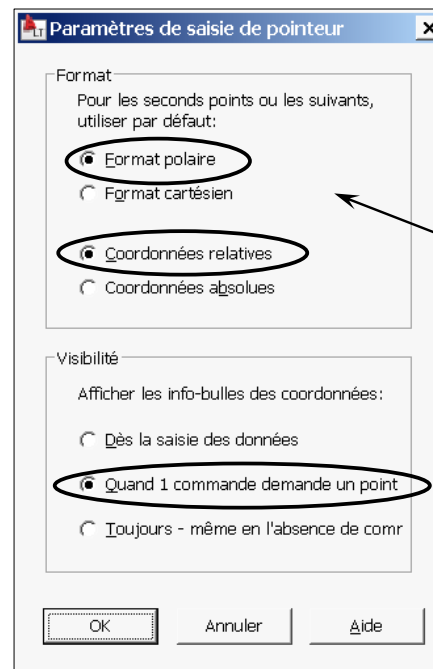 Paramètres de saisie de pointeur
Format
Pour les seconds points ou les suivants,
utiliser par défaut:
Format polaire
Format cartésien
Coordonnées relatives
Coordonnées absolues
Visibilité
Afficher les info-bulles des coordonnées:
Dès la saisie des données
Quand 1 commande demande un point
Toujours - même en l'absence de comr
OK
Annuler
Aide